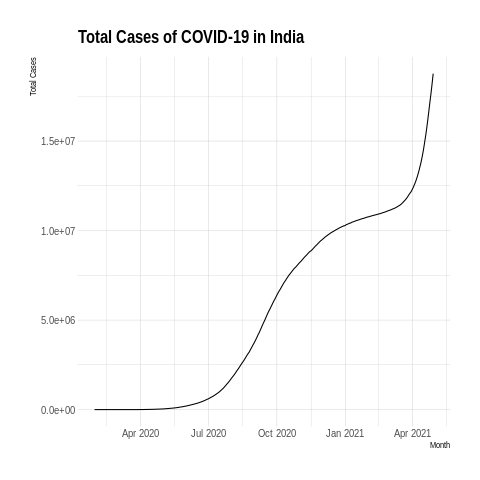 Total Cases of COVID-19 in India
Total Cases
1.5e+07
1.0e+07
5.0e+06
0.0e+00
Apr 2020 Jul 2020 Oct 2020 Jan 2021 Apr 2021
Month